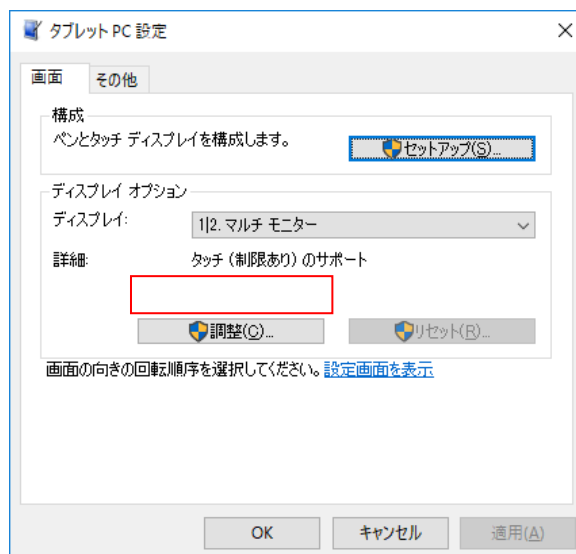 タブレット PC 設定
画面 その他
構成
ペンとタッチ ディスプレイを構成します。 セットアップ(S)...
ディスプレイ オプション
ディスプレイ: 1|2. マルチ モニター
詳細: タッチ (制限あり) のサポート
調整(C)... リセット(R)...
画面の向きの回転順序を選択してください。設定画面を表示
OK キャンセル 適用(A)